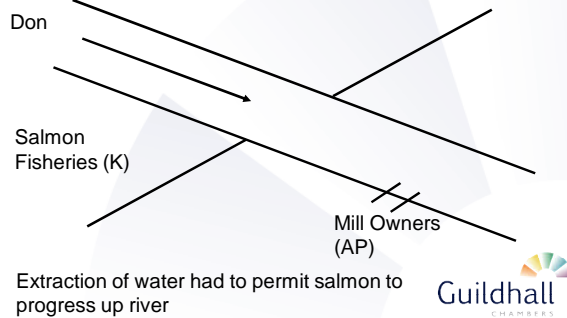 Don
Salmon
Fisheries (K)
Mill Owners
(AP)
Extraction of water had to permit salmon to
progress up river
Guildhall
CHAMBERS